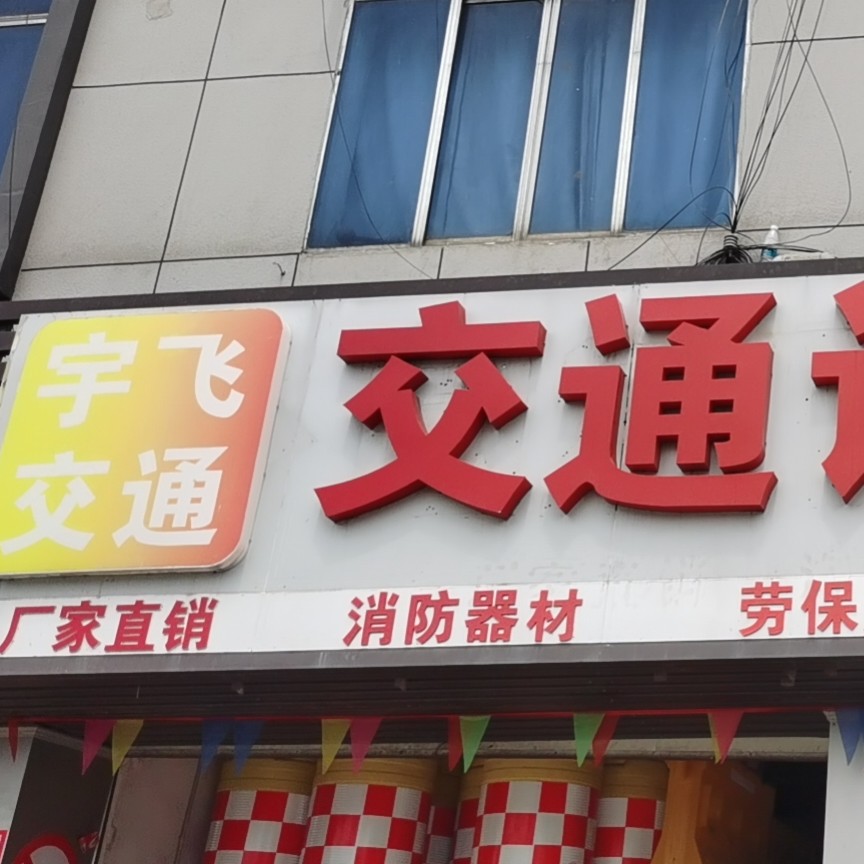 宇飞
交通
交通
厂家直销 消防器材 劳保